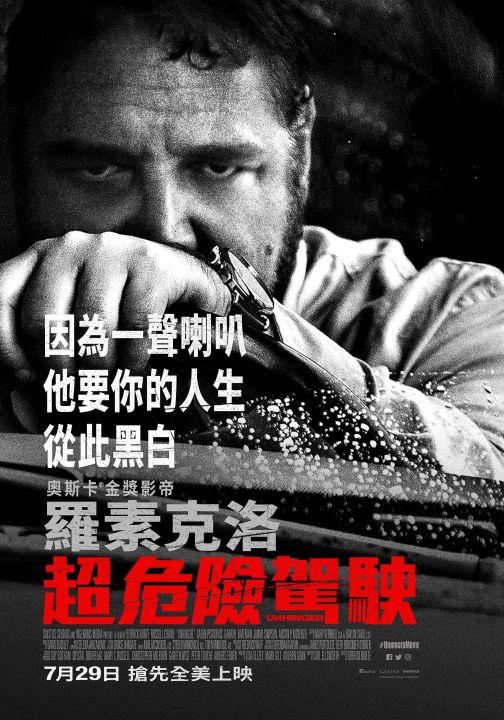 因為一聲喇叭
他要你的人生
從此黑白
奧斯卡®金獎影帝
羅素克洛
超危險駕駛
UNHINGED
#UNHINGEDMOVIE
7月29日 搶先全美上映